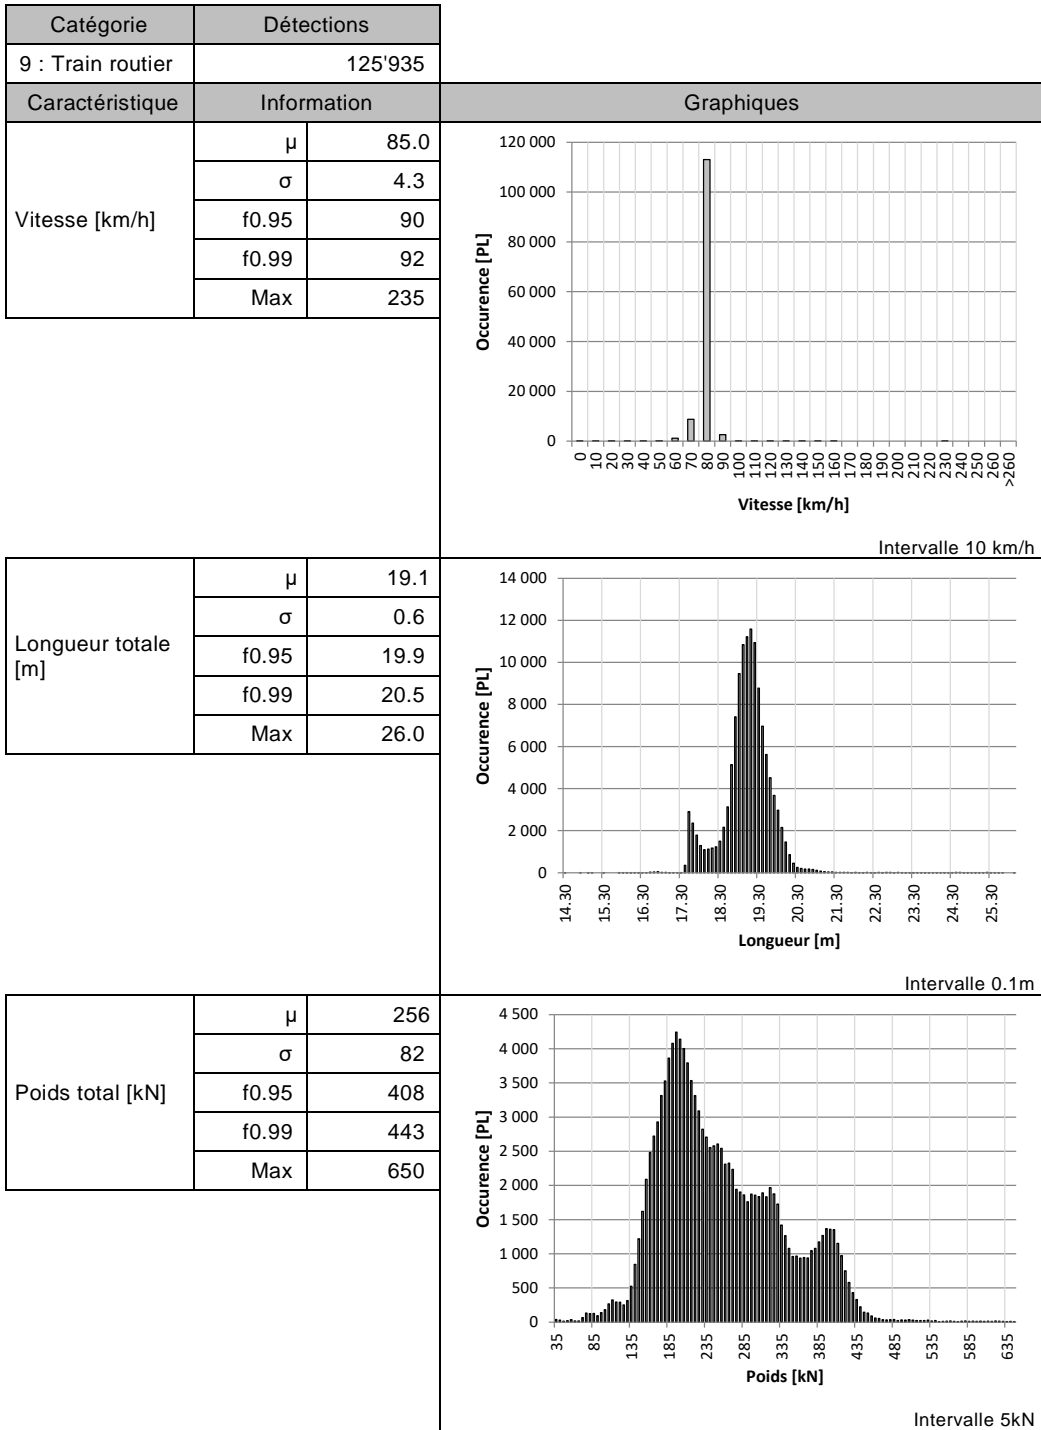 Catégorie Détections
9 : Train routier 125'935
Caractéristique Information Graphiques
Vitesse [km/h]
µ 85.0
σ 4.3
f0.95 90
f0.99 92
Max 235
120 000
100 000
80 000
60 000
40 000
20 000
0
Occurence [PL]
0 10 20 30 40 50 60 70 80 90 100 110 120 130 140 150 160 170 180 190 200 210 220 230 240 250 260 >260
Vitesse [km/h]
Intervalle 10 km/h
Longueur totale
[m]
µ 19.1
σ 0.6
f0.95 19.9
f0.99 20.5
Max 26.0
14 000
12 000
10 000
8 000
6 000
4 000
2 000
0
Occurence [PL]
14.30 15.30 16.30 17.30 18.30 19.30 20.30 21.30 22.30 23.30 24.30 25.30
Longueur [m]
Intervalle 0.1m
Poids total [kN]
µ 256
σ 82
f0.95 408
f0.99 443
Max 650
4 500
4 000
3 500
3 000
2 500
2 000
1 500
1 000
500
0
Occurence [PL]
35 85 135 185 235 285 335 385 435 485 535 585 635
Poids [kN]
Intervalle 5kN